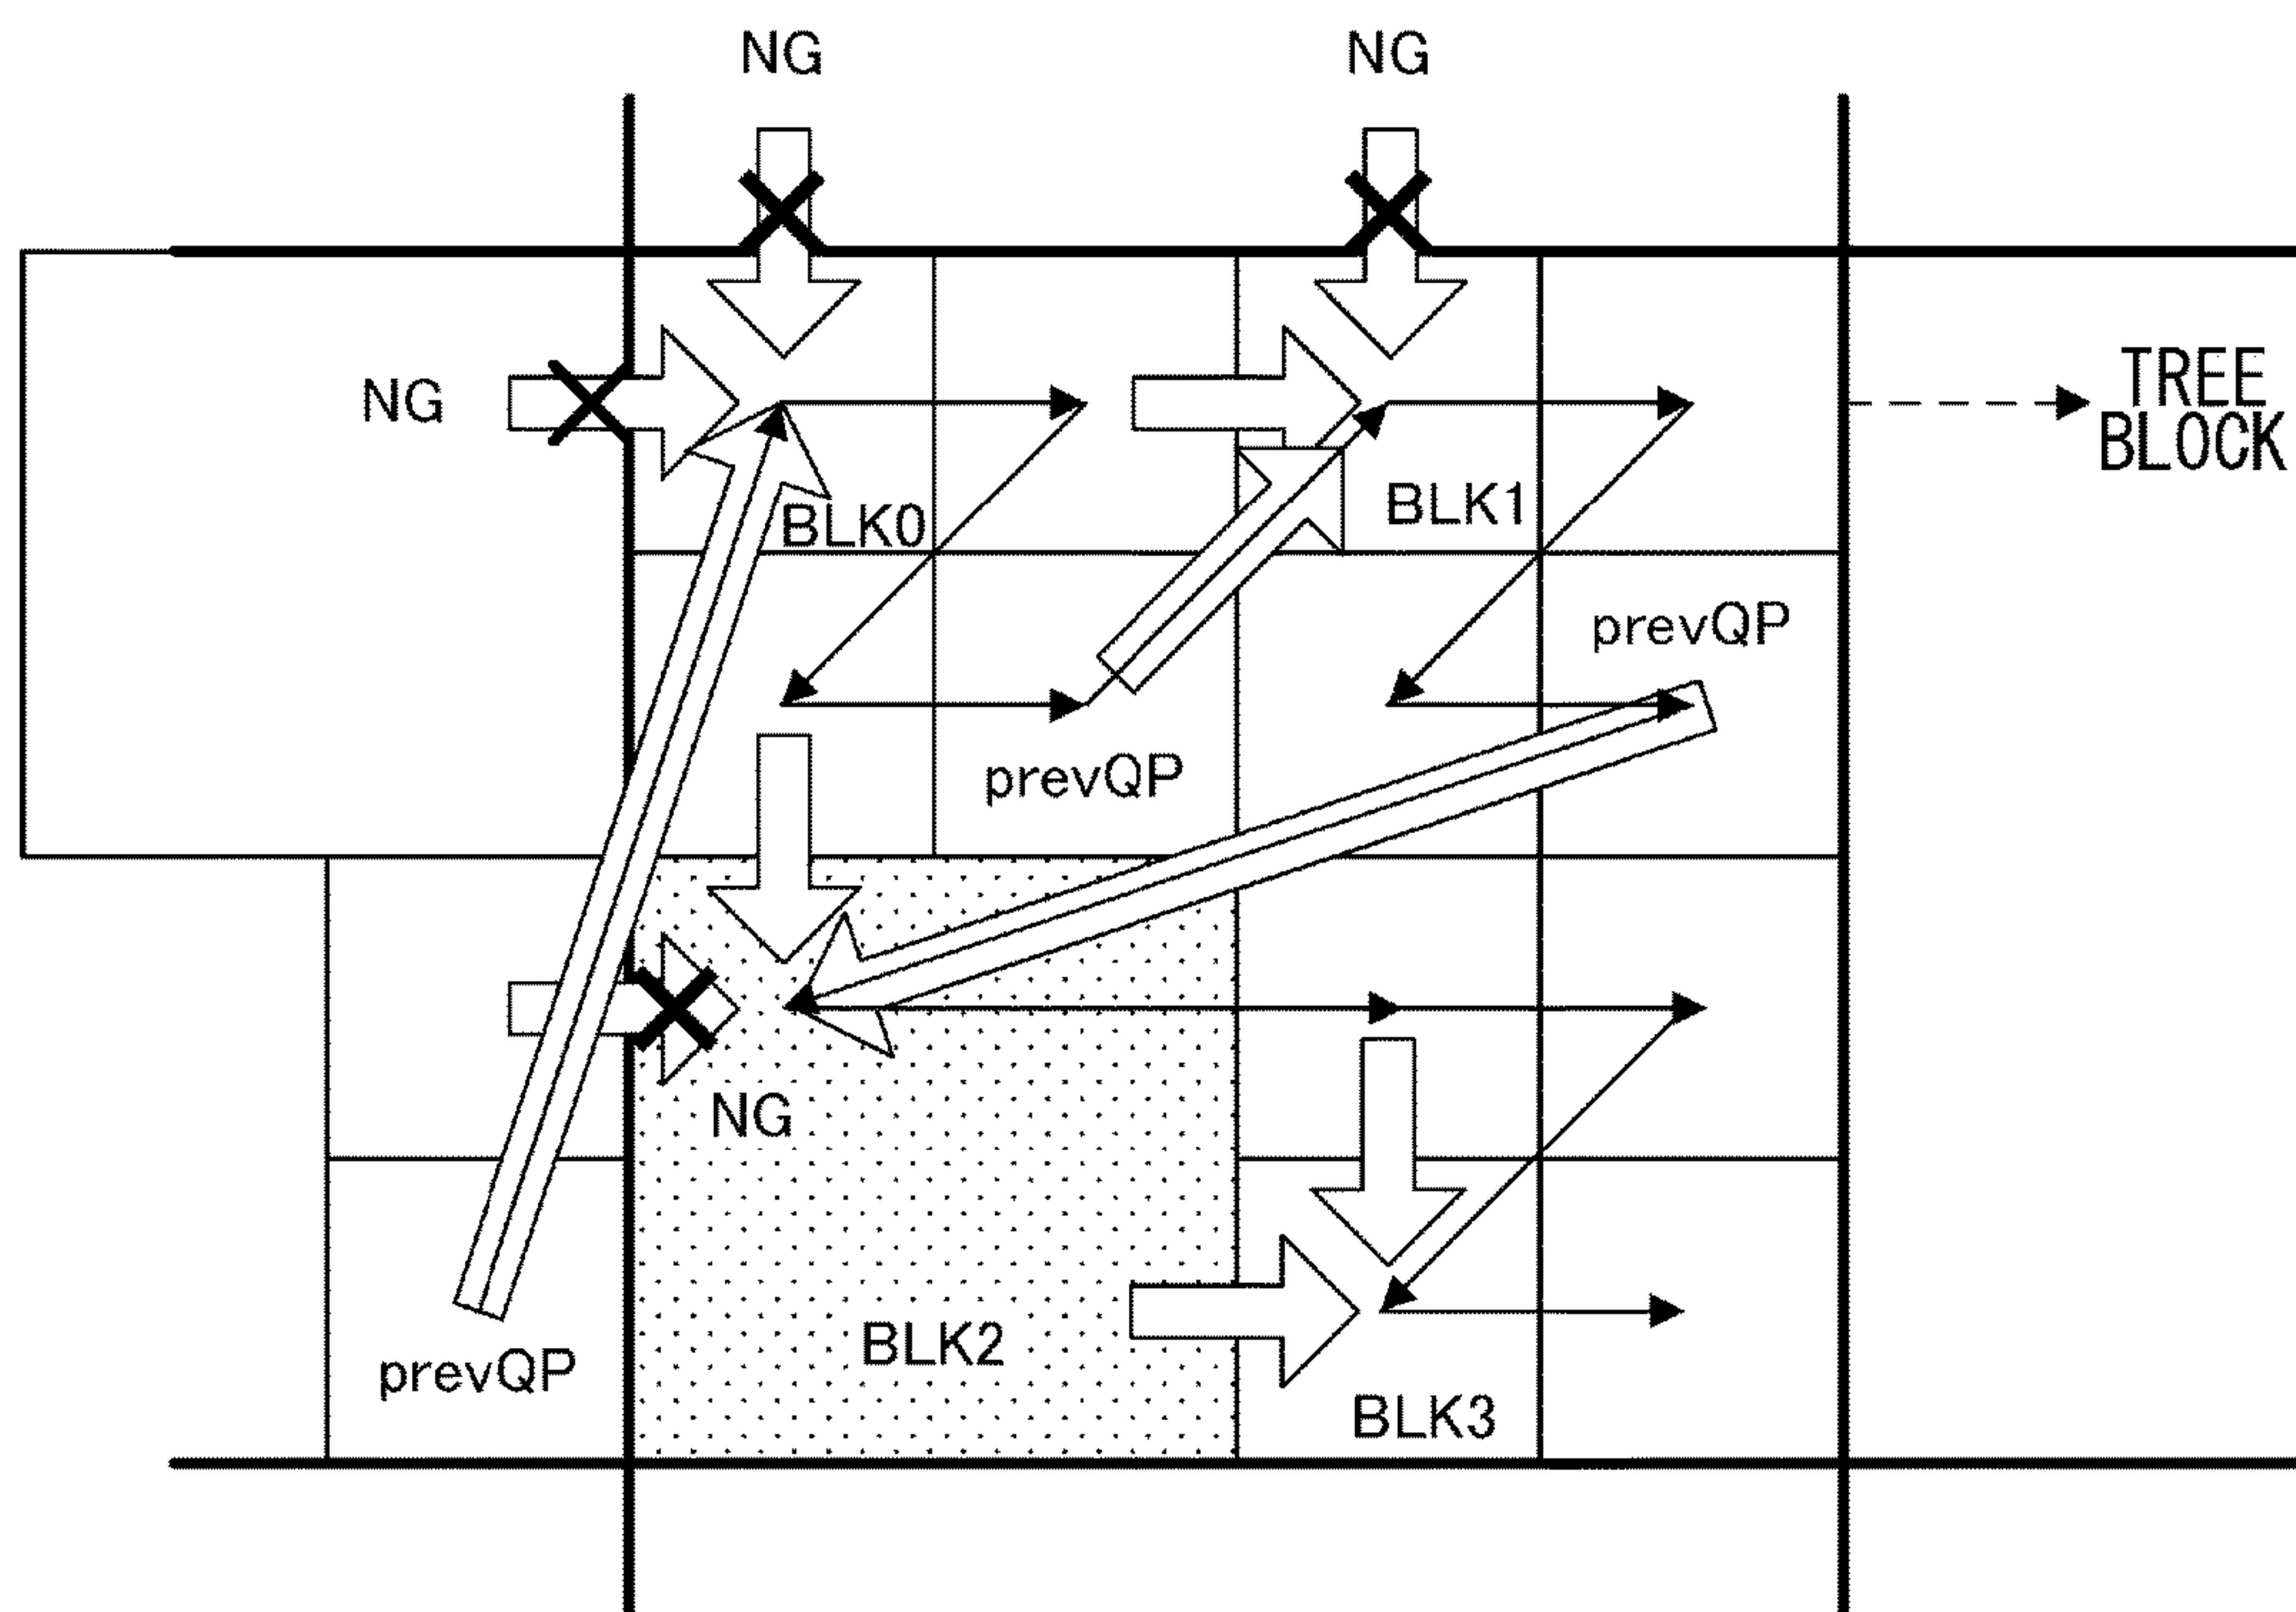 NG
NG
NG
TREE
BLOCK
BLK0
BLK1
prevQP
prevQP
NG
BLK2
prevQP
BLK3